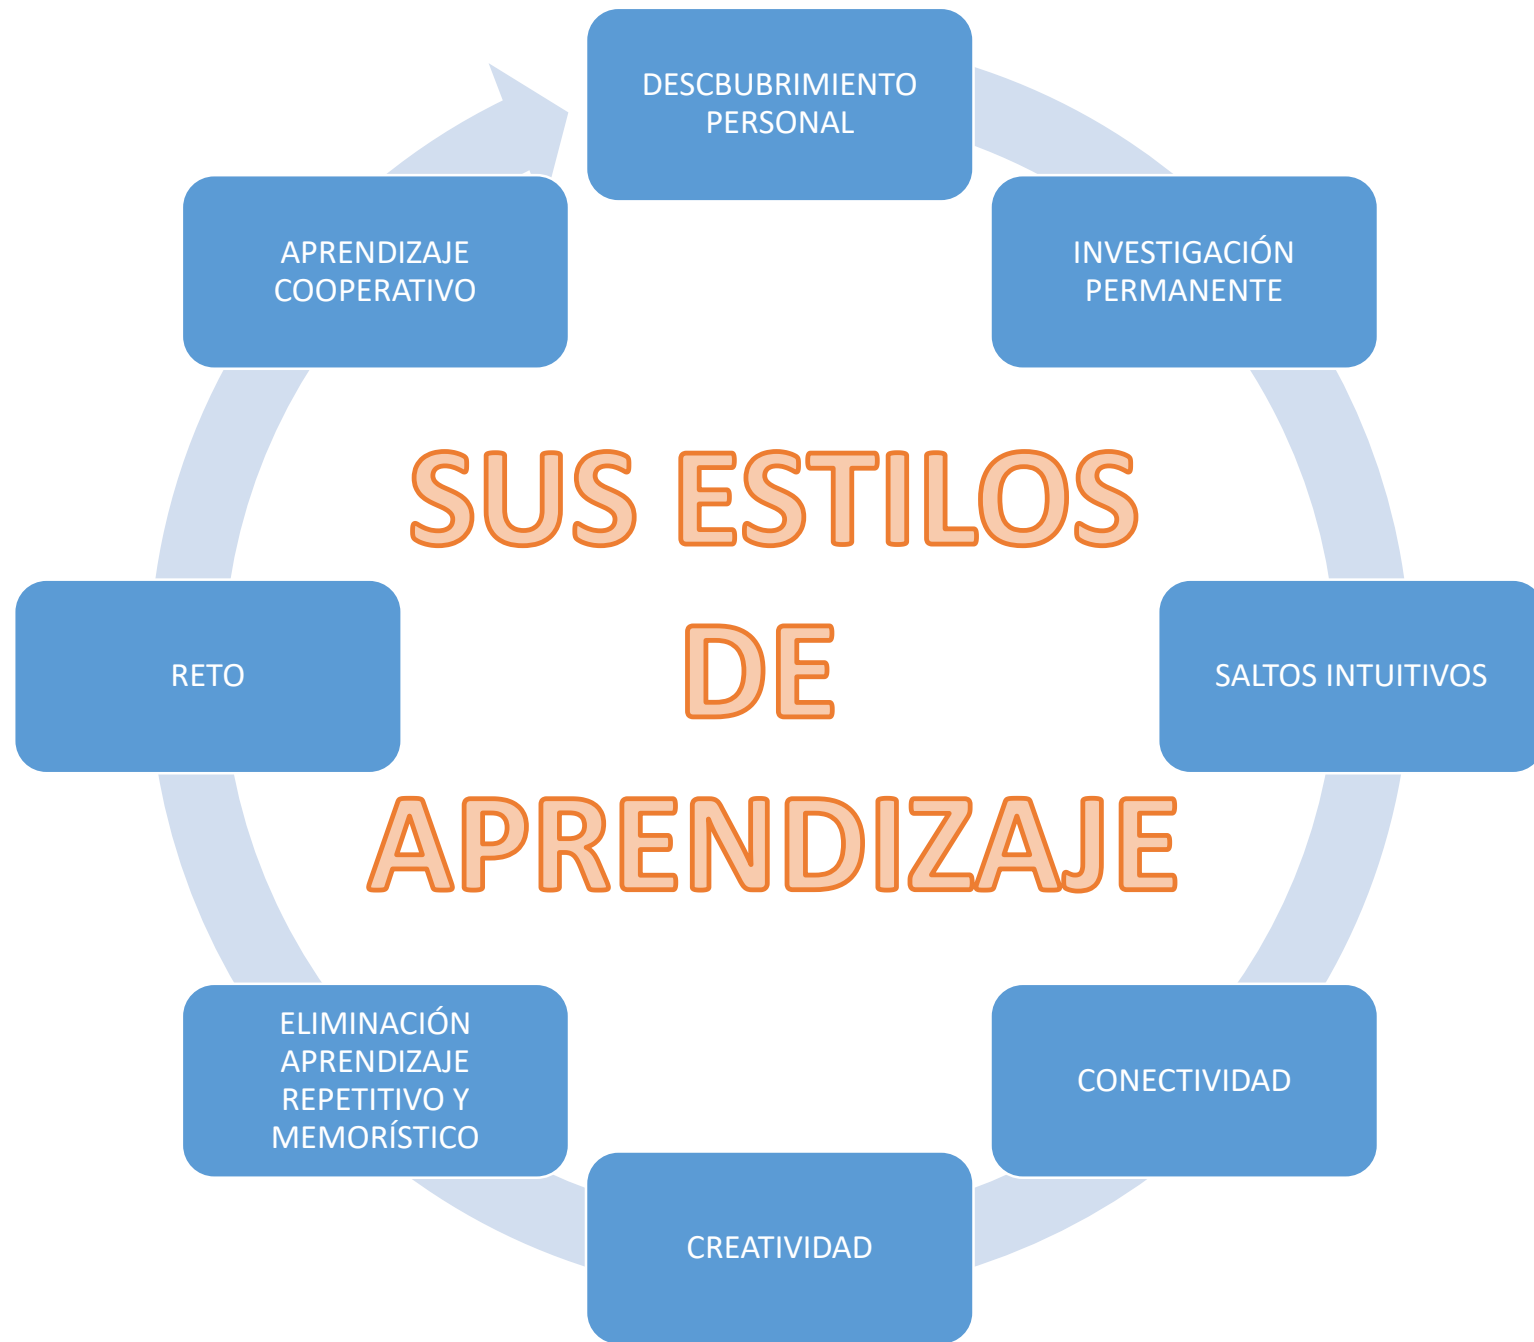 DESCBUBRIMIENTO
PERSONAL
INVESTIGACIÓN
PERMANENTE
SALTOS INTUITIVOS
CONECTIVIDAD
CREATIVIDAD
ELIMINACIÓN
APRENDIZAJE
REPETITIVO Y
MEMORÍSTICO
RETO
APRENDIZAJE
COOPERATIVO
SUS ESTILOS
DE
APRENDIZAJE